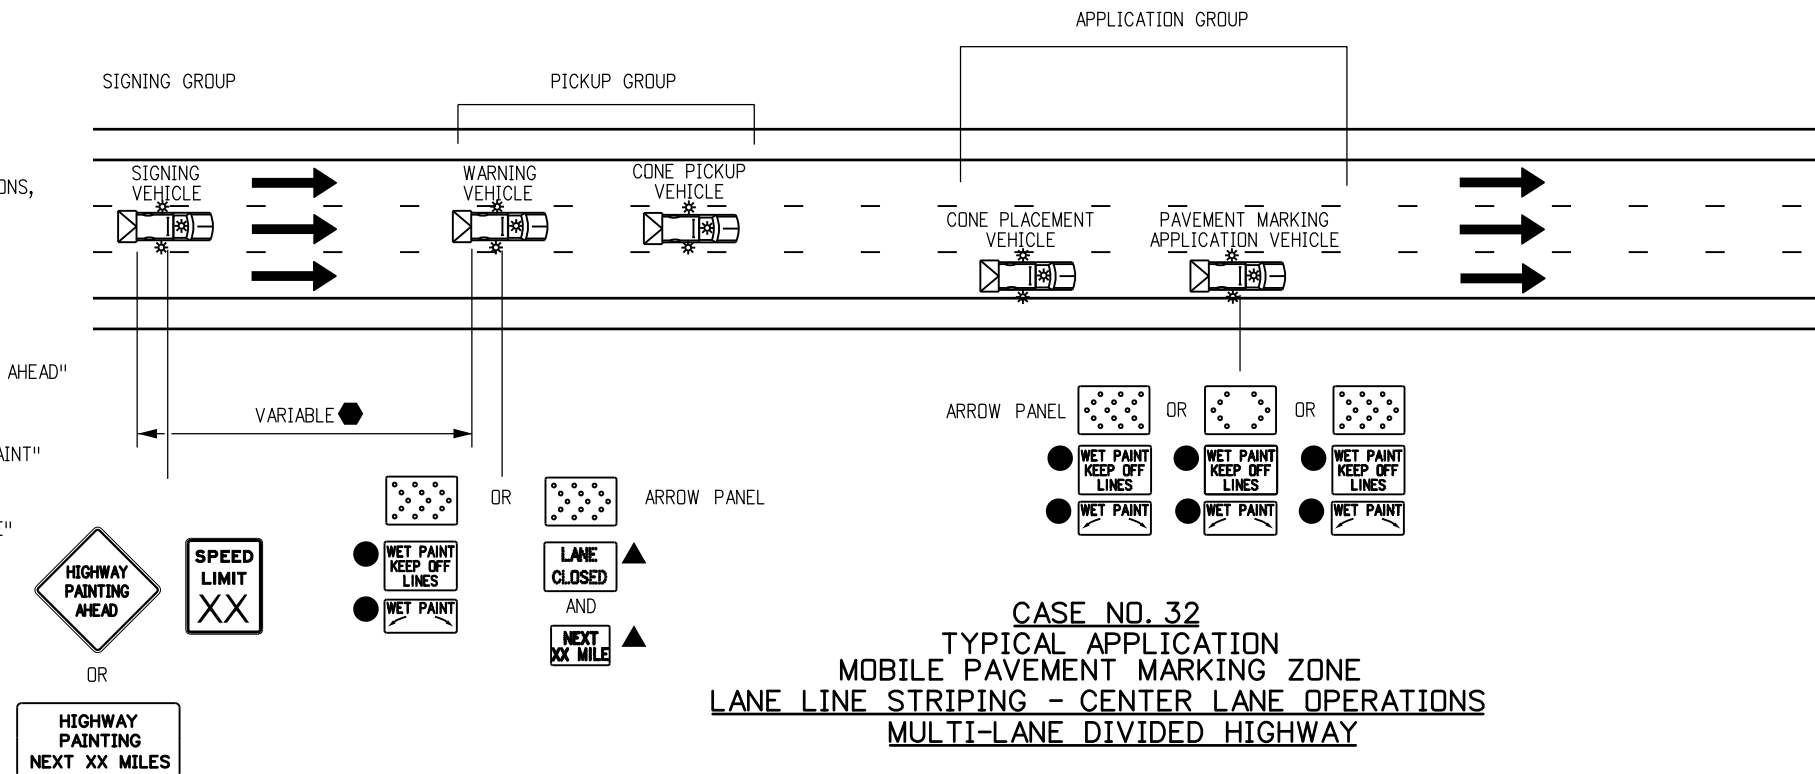 APPLICATION GROUP
SIGNING GROUP
PICKUP GROUP
SIGNING
VEHICLE
WARNING
VEHICLE
CONE PICKUP
VEHICLE
CONE PLACEMENT
VEHICLE
PAVEMENT MARKING
APPLICATION VEHICLE
AHEAD"
VARIABLE
ARROW PANEL
OR
OR
WET PAINT
KEEP OFF
LINES
WET PAINT
KEEP OFF
LINES
WET PAINT
KEEP OFF
LINES
WET PAINT
WET PAINT
WET PAINT
OR
ARROW PANEL
HIGHWAY
PAINTING
AHEAD
SPEED
LIMIT
XX
WET PAINT
KEEP OFF
LINES
WET PAINT
LANE
CLOSED
AND
NEXT
XX MILE
OR
HIGHWAY
PAINTING
NEXT XX MILES
CASE NO. 32
TYPICAL APPLICATION
MOBILE PAVEMENT MARKING ZONE
LANE LINE STRIPING - CENTER LANE OPERATIONS
MULTI-LANE DIVIDED HIGHWAY